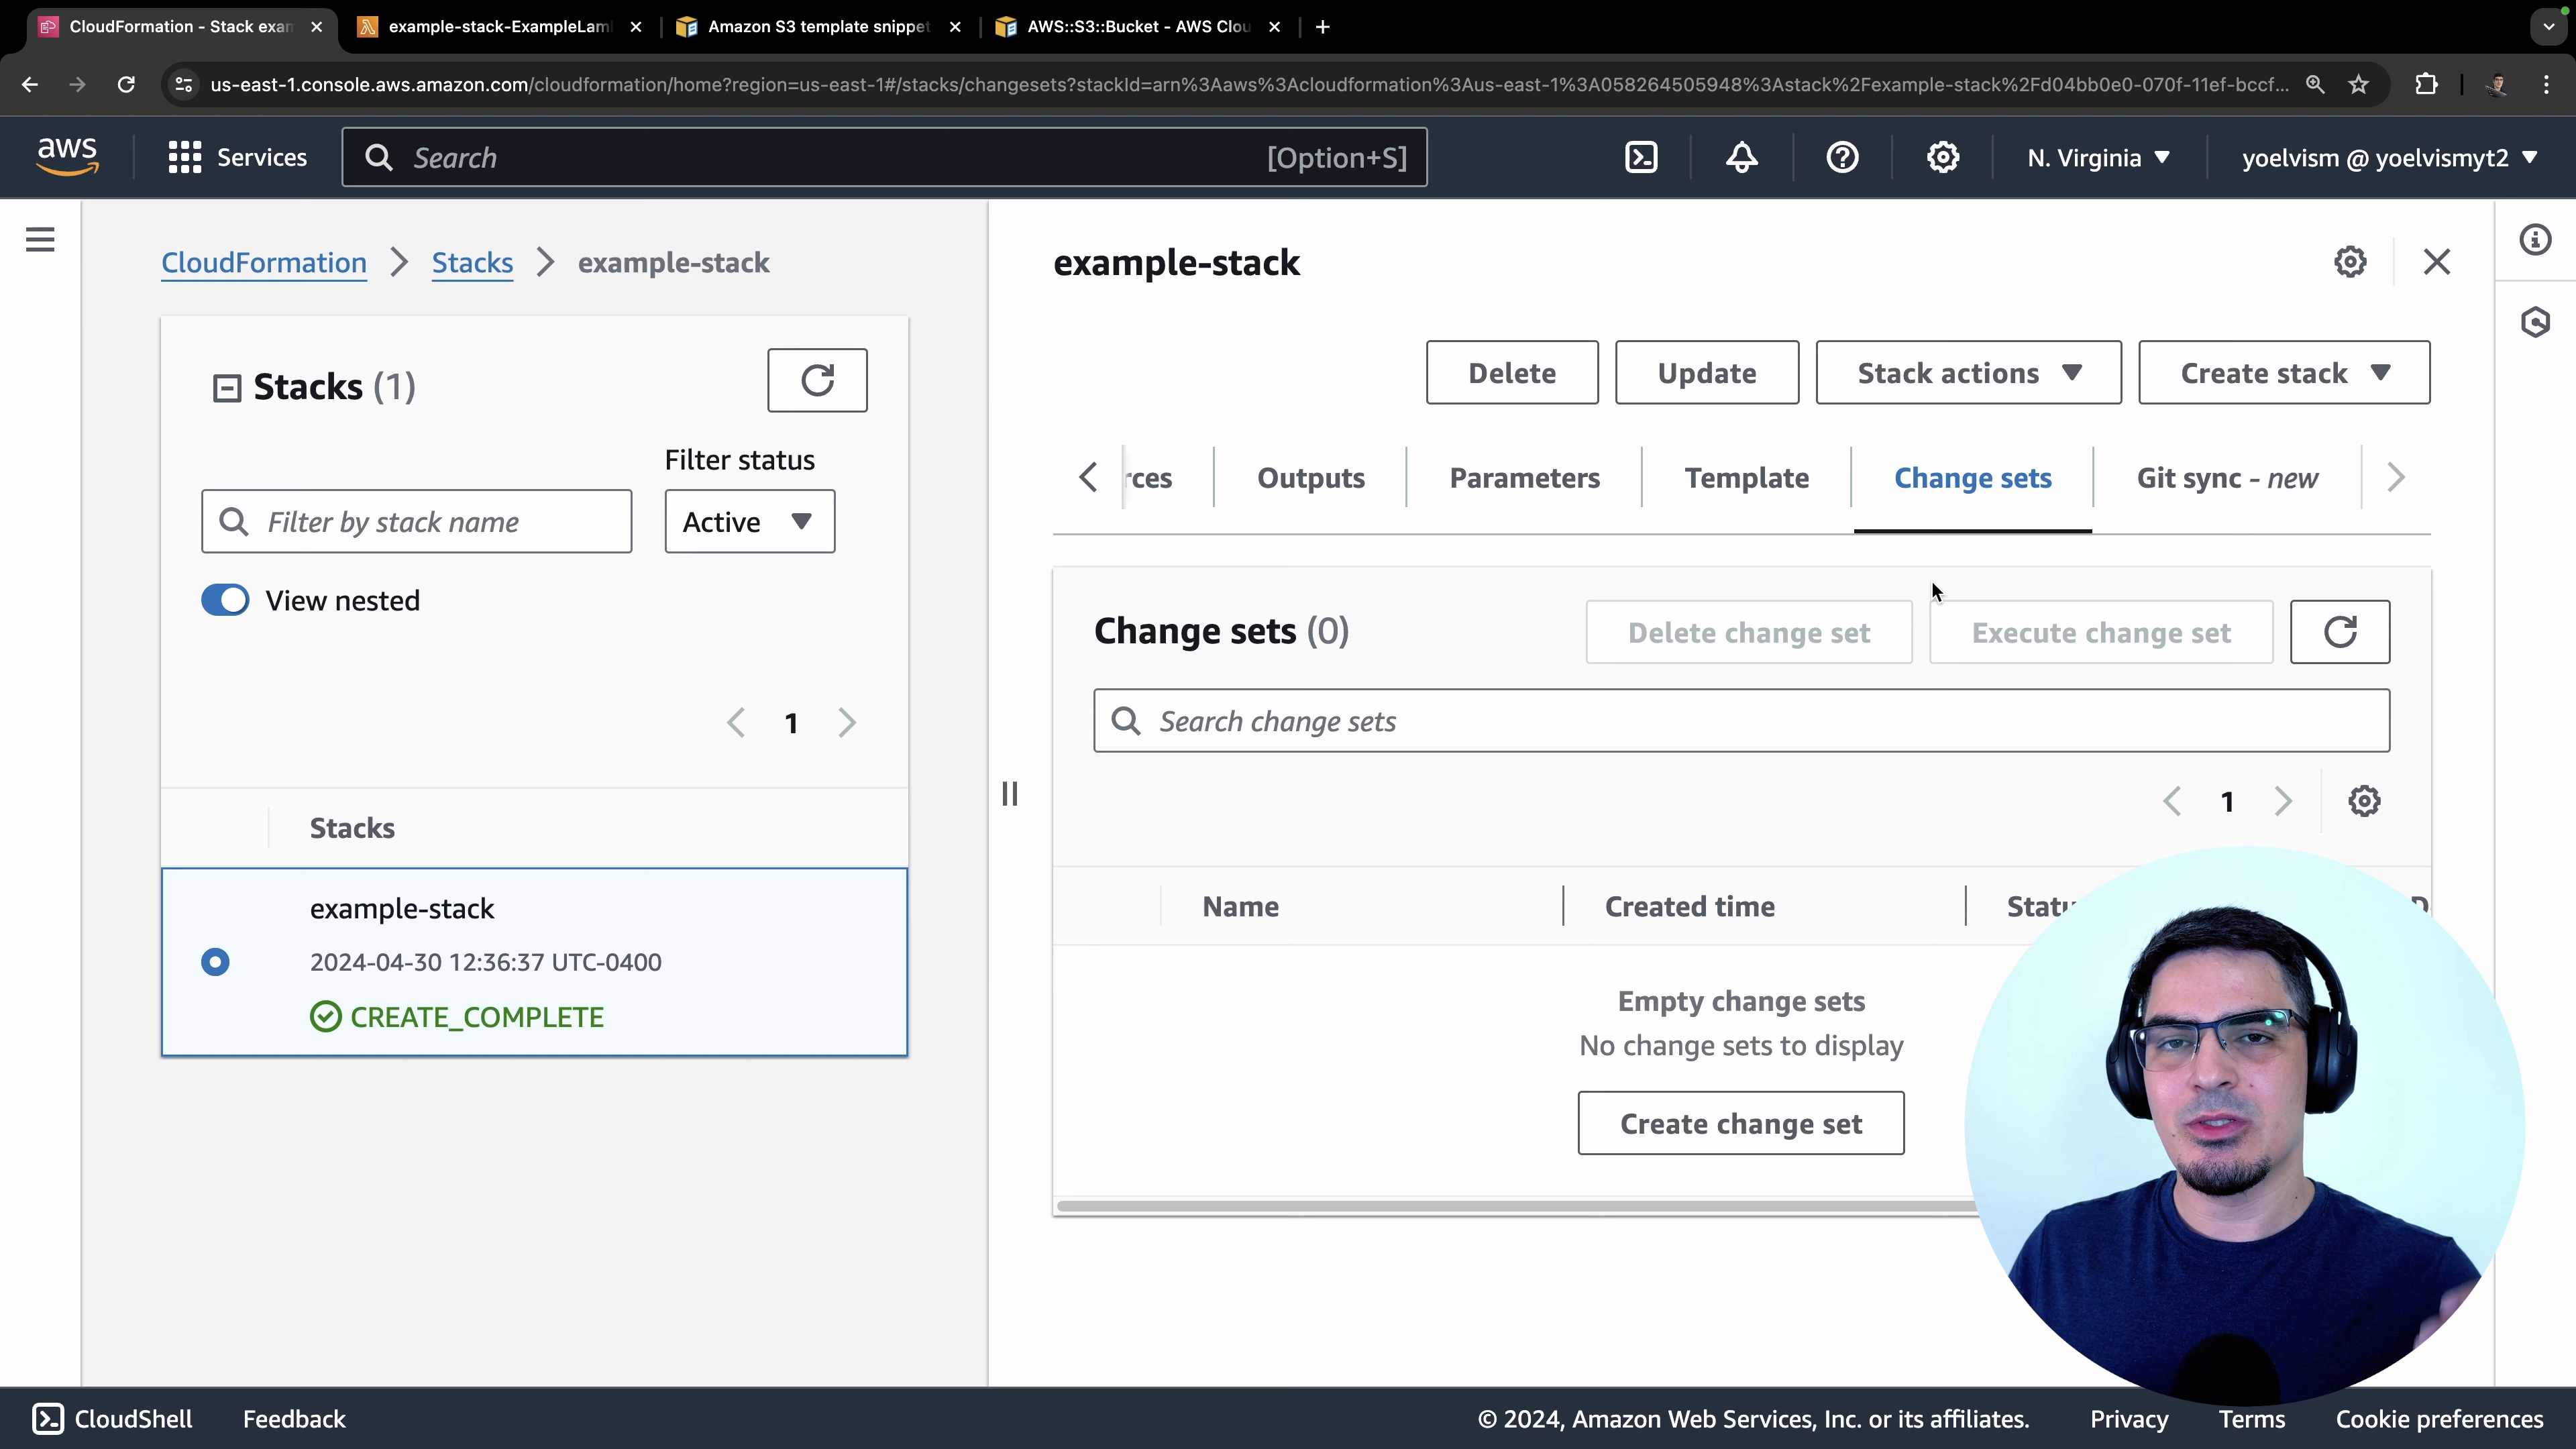 CloudFormation - Stack exam
example-stack-ExampleLam
Amazon S3 template snippet
AWS::S3::Bucket - AWS Clou
us-east-1.console.aws.amazon.com/cloudformation/home?region=us-east-1#/stacks/changesets?stackId=arn%3Aaws%3Acloudformation%3Aus-east-1%3A058264505948%3Astack%2Fexample-stack%2Fd04bb0e0-070f-11ef-bccf...
aws
Services
Search
[Option+S]
N. Virginia
yoelvism @ yoelvismyt2
CloudFormation
Stacks
example-stack
Stacks (1)
Filter status
Filter by stack name
Active
View nested
1
Stacks
example-stack
2024-04-30 12:36:37 UTC-0400
CREATE_COMPLETE
example-stack
Delete
Update
Stack actions
Create stack
rces
Outputs
Parameters
Template
Change sets
Git sync - new
Change sets (0)
Delete change set
Execute change set
Search change sets
1
Name
Created time
Statu
D
Empty change sets
No change sets to display
Create change set
CloudShell
Feedback
© 2024, Amazon Web Services, Inc. or its affiliates.
Privacy
Terms
Cookie preferences